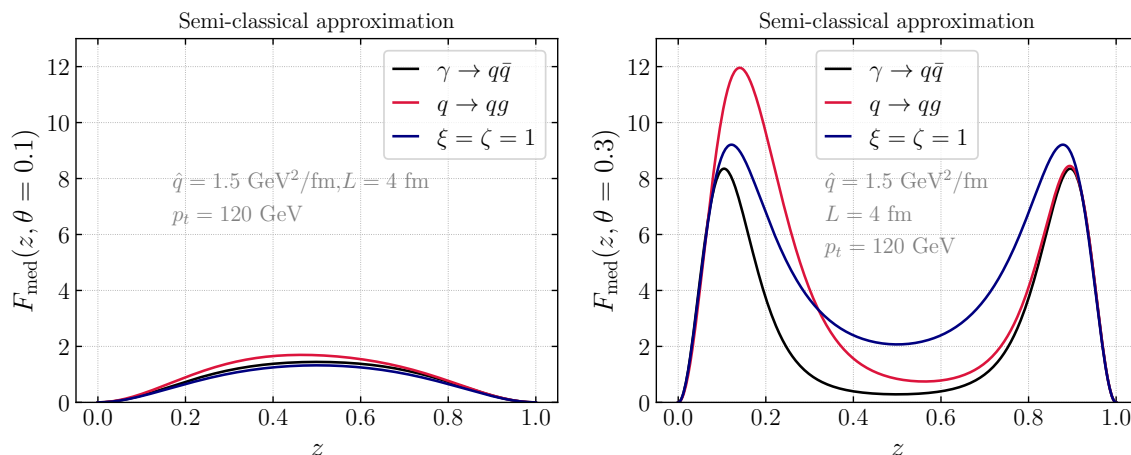 Semi-classical approximation
F_med(z, θ = 0.1)
12
10
8
6
4
2
0
γ → qq̄
q → qg
ξ = ζ = 1
q̂ = 1.5 GeV²/fm, L = 4 fm
p_t = 120 GeV
0.0 0.2 0.4 0.6 0.8 1.0
z
Semi-classical approximation
F_med(z, θ = 0.3)
12
10
8
6
4
2
0
γ → qq̄
q → qg
ξ = ζ = 1
q̂ = 1.5 GeV²/fm
L = 4 fm
p_t = 120 GeV
0.0 0.2 0.4 0.6 0.8 1.0
z